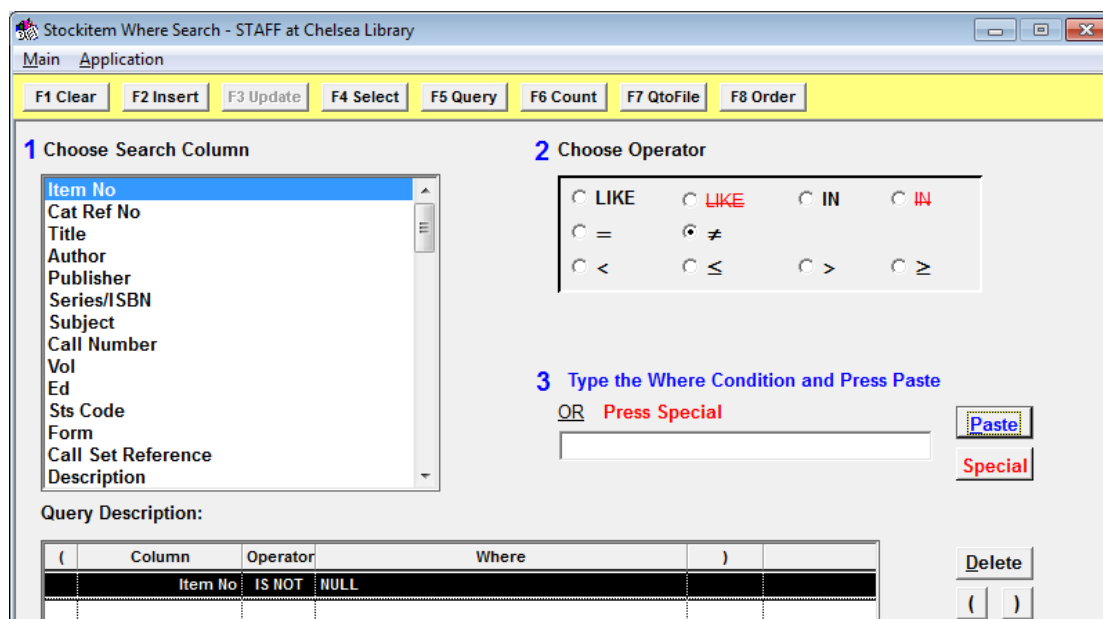 Stockitem Where Search - STAFF at Chelsea Library
Main Application
F1 Clear F2 Insert F3 Update F4 Select F5 Query F6 Count F7 QtoFile F8 Order
1 Choose Search Column
Item No
Cat Ref No
Title
Author
Publisher
Series/ISBN
Subject
Call Number
Vol
Ed
Sts Code
Form
Call Set Reference
Description
2 Choose Operator
LIKE LIKE IN IN
= ≠
< ≤ > ≥
3 Type the Where Condition and Press Paste
OR Press Special
Paste
Special
Query Description:
( Column Operator Where )
Item No IS NOT NULL
Delete
( )